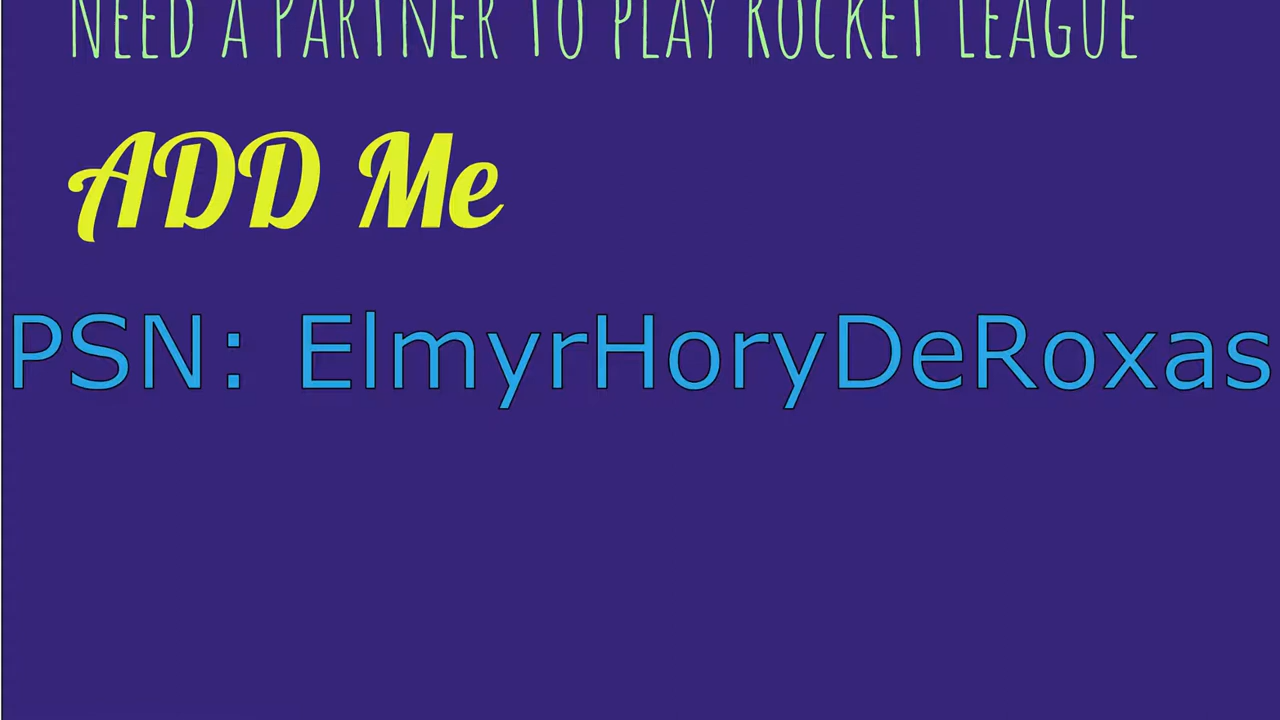 NEED A PARTNER TO PLAY ROCKET LEAGUE
ADD Me
PSN: ElmyrHoryDeRoxas